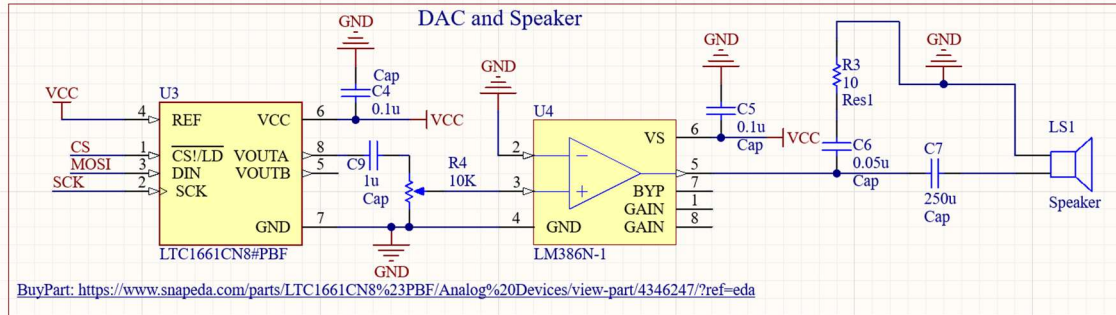 DAC and Speaker
GND
Cap
C4
0.1u
VCC
U3
4
REF
VCC
6
VCC
CS
1
CS!/LD
VOUTA
8
MOSI
3
DIN
VOUTB
5
SCK
2
SCK
GND
7
LTC1661CN8#PBF
C9
1u
Cap
R4
10K
GND
GND
U4
2
3
4
GND
VS
6
5
BYP
7
GAIN
1
GAIN
8
LM386N-1
GND
C5
0.1u
Cap
VCC
R3
10
Res1
C6
0.05u
Cap
GND
C7
250u
Cap
LS1
Speaker
BuyPart: https://www.snapeda.com/parts/LTC1661CN8%23PBF/Analog%20Devices/view-part/4346247/?ref=eda